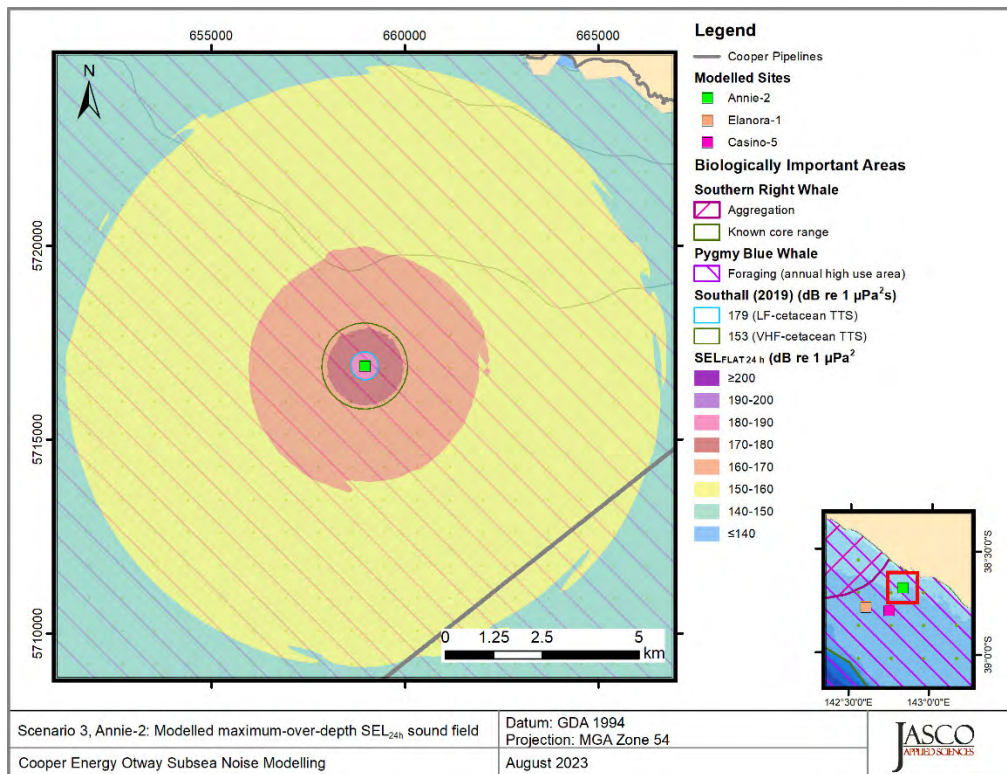 655000
660000
665000
5720000
5715000
5710000
N
0 1.25 2.5 5
km
Legend
Cooper Pipelines
Modelled Sites
Annie-2
Elanora-1
Casino-5
Biologically Important Areas
Southern Right Whale
Aggregation
Known core range
Pygmy Blue Whale
Foraging (annual high use area)
Southall (2019) (dB re 1 µPa²s)
179 (LF-cetacean TTS)
153 (VHF-cetacean TTS)
SELFLAT 24 h (dB re 1 µPa²
≥200
190-200
180-190
170-180
160-170
150-160
140-150
≤140
38°30'0"S
39°0'0"S
142°30'0"E
143°0'0"E
Scenario 3, Annie-2: Modelled maximum-over-depth SEL24h sound field
Datum: GDA 1994
Projection: MGA Zone 54
Cooper Energy Otway Subsea Noise Modelling
August 2023
JASCO
APPLIED SCIENCES